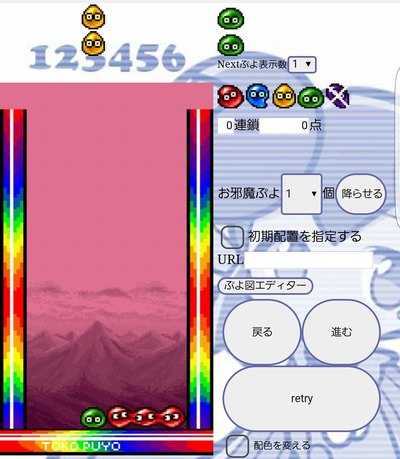 123456
Nextぷよ表示数 1
0連鎖 0点
お邪魔ぷよ 1 個 降らせる
初期配置を指定する
URL
ぷよ図エディター
戻る 進む
retry
配色を変える
TOKO PUYO